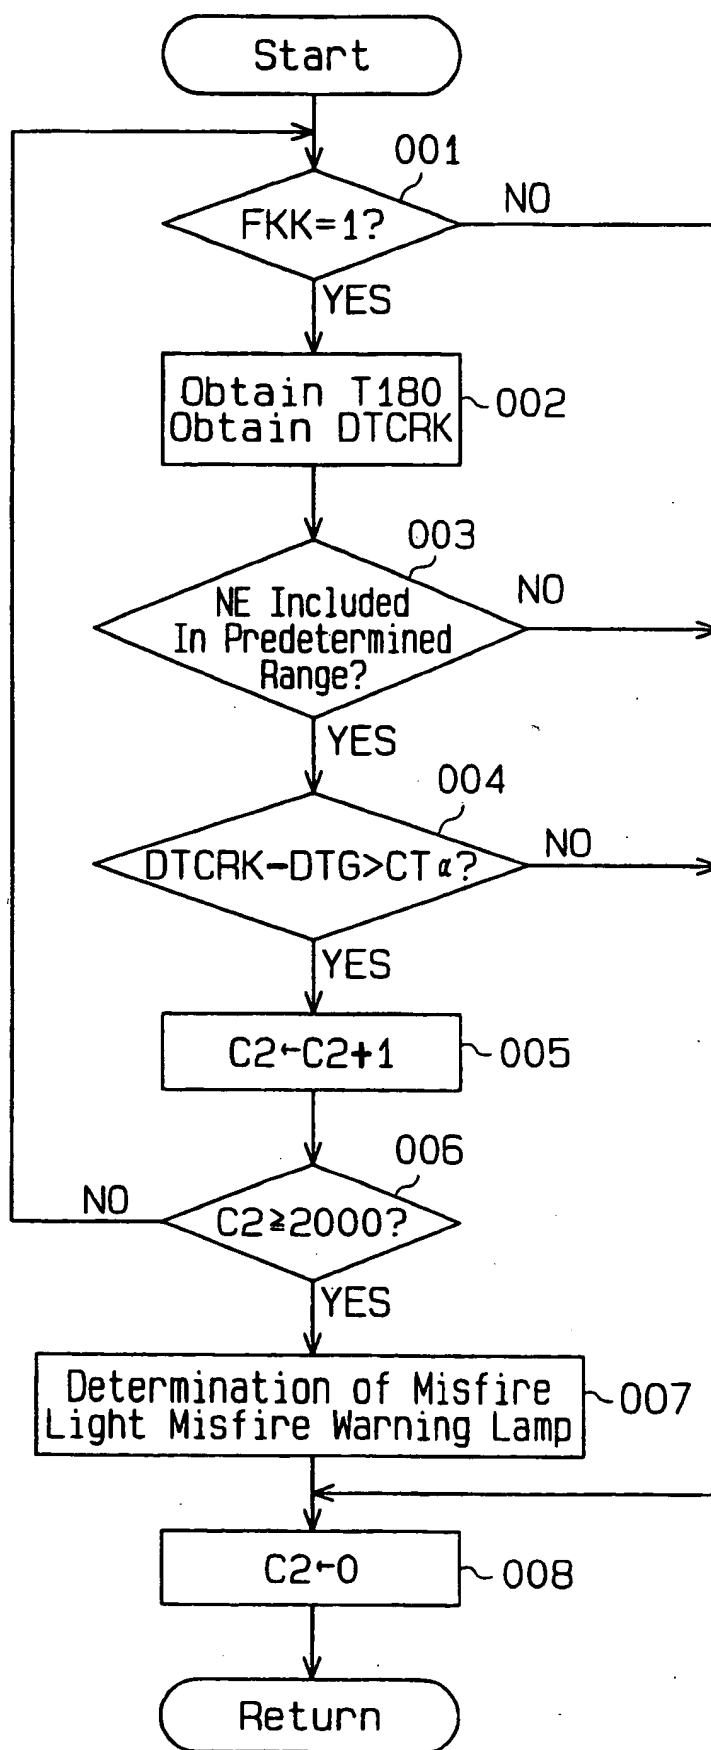 Start
001
FKK=1?
NO
YES
Obtain T180
Obtain DTCRK
002
003
NE Included
In Predetermined
Range?
NO
YES
004
DTCRK-DTG>CTα?
NO
YES
C2←C2+1
005
006
NO
C2≧2000?
YES
Determination of Misfire
Light Misfire Warning Lamp
007
C2←0
008
Return